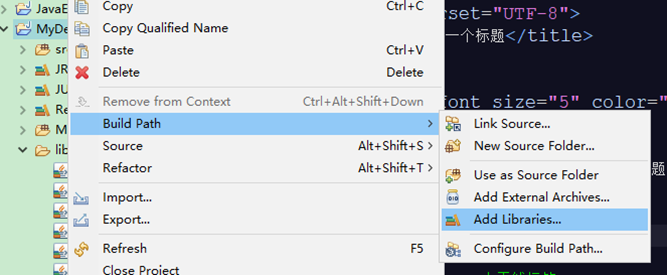 JavaE
MyDe
sr
JR
JU
Re
M
lib
Copy Ctrl+C
Copy Qualified Name
Paste Ctrl+V
Delete Delete
Remove from Context Ctrl+Alt+Shift+Down
Build Path
Source Alt+Shift+S
Refactor Alt+Shift+T
Import...
Export...
Refresh F5
Close Project
rset="UTF-8">
一个标题</title>
font size="5" color="
Link Source...
New Source Folder...
Use as Source Folder
题
Add External Archives...
Add Libraries...
Configure Build Path...